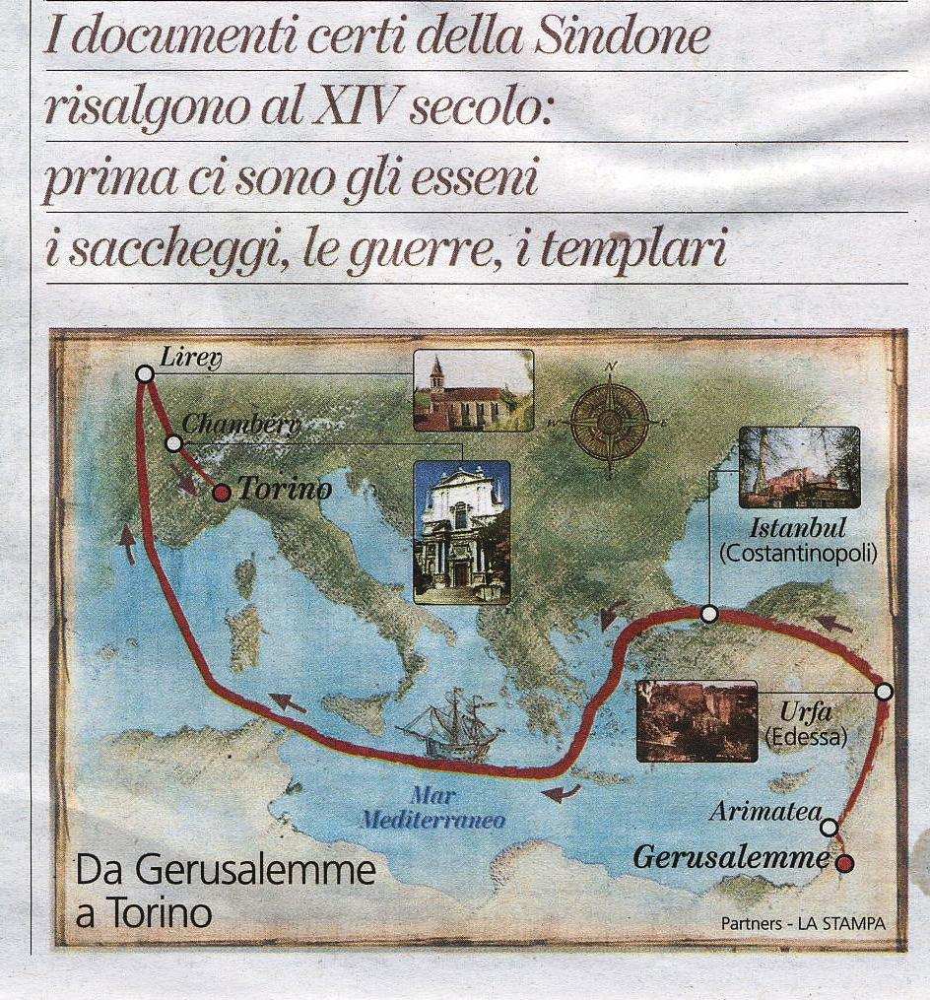 I documenti certi della Sindone
risalgono al XIV secolo:
prima ci sono gli esseni
i saccheggi, le guerre, i templari
Lirey
Chambéry
Torino
N
Istanbul
(Costantinopoli)
Urfa
(Edessa)
Mar
Mediterraneo
Arimatea
Gerusalemme
Da Gerusalemme
a Torino
Partners - LA STAMPA